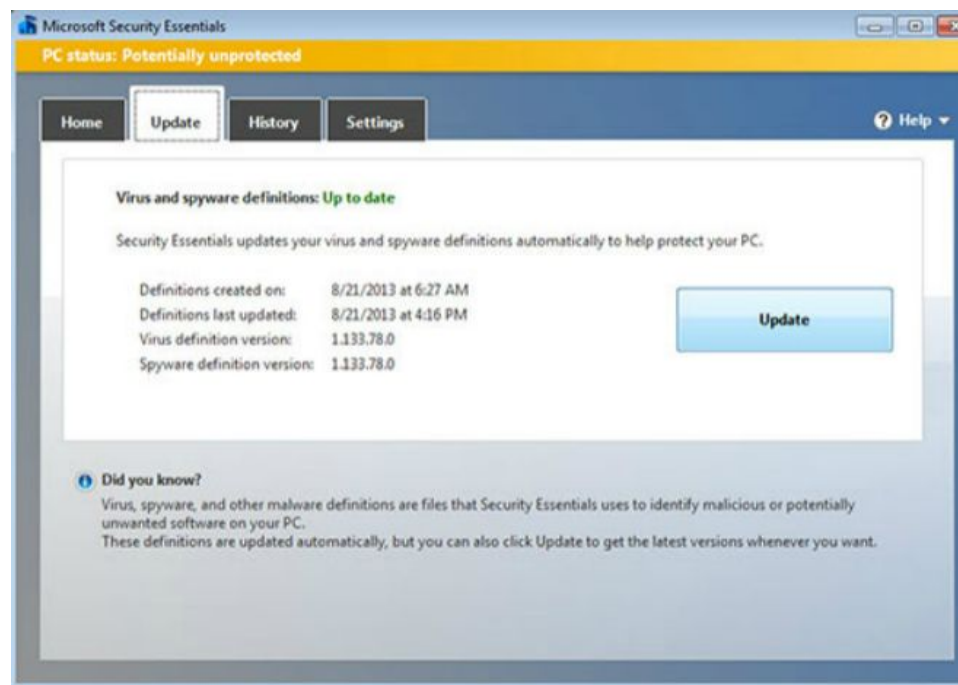 Microsoft Security Essentials
PC status: Potentially unprotected
Home
Update
History
Settings
Help
Virus and spyware definitions: Up to date
Security Essentials updates your virus and spyware definitions automatically to help protect your PC.
Definitions created on: 8/21/2013 at 6:27 AM
Definitions last updated: 8/21/2013 at 4:16 PM
Virus definition version: 1.133.78.0
Spyware definition version: 1.133.78.0
Update
Did you know?
Virus, spyware, and other malware definitions are files that Security Essentials uses to identify malicious or potentially
unwanted software on your PC.
These definitions are updated automatically, but you can also click Update to get the latest versions whenever you want.